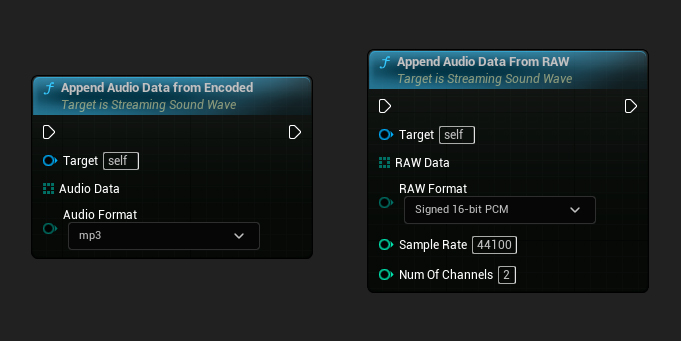 Append Audio Data from Encoded
Target is Streaming Sound Wave
Target self
Audio Data
Audio Format
mp3
Append Audio Data From RAW
Target is Streaming Sound Wave
Target self
RAW Data
RAW Format
Signed 16-bit PCM
Sample Rate 44100
Num Of Channels 2